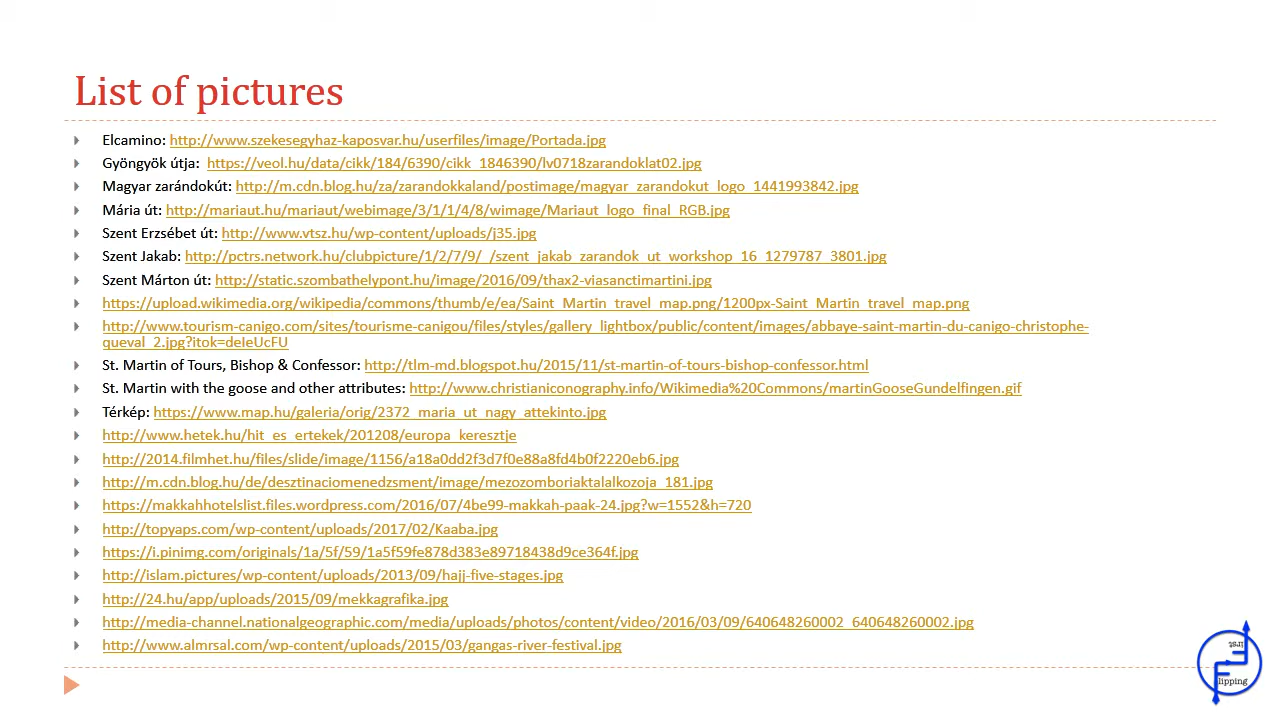 List of pictures
Elcamino: http://www.szekesegyhaz-kaposvar.hu/userfiles/image/Portada.jpg
Gyöngyök útja: https://veol.hu/data/cikk/184/6390/cikk_1846390/lv0718zarandoklat02.jpg
Magyar zarándokút: http://m.cdn.blog.hu/za/zarandokkaland/postimage/magyar_zarandokut_logo_1441993842.jpg
Mária út: http://mariaut.hu/mariaut/webimage/3/1/1/4/8/wimage/Mariaut_logo_final_RGB.jpg
Szent Erzsébet út: http://www.vtsz.hu/wp-content/uploads/j35.jpg
Szent Jakab: http://pctrs.network.hu/clubpicture/1/2/7/9/_/szent_jakab_zarandok_ut_workshop_16_1279787_3801.jpg
Szent Márton út: http://static.szombathelypont.hu/image/2016/09/thax2-viasanctimartini.jpg
https://upload.wikimedia.org/wikipedia/commons/thumb/e/ea/Saint_Martin_travel_map.png/1200px-Saint_Martin_travel_map.png
http://www.tourism-canigo.com/sites/tourisme-canigou/files/styles/gallery_lightbox/public/content/images/abbaye-saint-martin-du-canigo-christophe-
queval_2.jpg?itok=deIeUcFU
St. Martin of Tours, Bishop & Confessor: http://tlm-md.blogspot.hu/2015/11/st-martin-of-tours-bishop-confessor.html
St. Martin with the goose and other attributes: http://www.christianiconography.info/Wikimedia%20Commons/martinGooseGundelfingen.gif
Térkép: https://www.map.hu/galeria/orig/2372_maria_ut_nagy_attekinto.jpg
http://www.hetek.hu/hit_es_ertekek/201208/europa_keresztje
http://2014.filmhet.hu/files/slide/image/1156/a18a0dd2f3d7f0e88a8fd4b0f2220eb6.jpg
http://m.cdn.blog.hu/de/desztinaciomenedzsment/image/mezozomboriaktalalkozoja_181.jpg
https://makkahhotelslist.files.wordpress.com/2016/07/4be99-makkah-paak-24.jpg?w=1552&h=720
http://topyaps.com/wp-content/uploads/2017/02/Kaaba.jpg
https://i.pinimg.com/originals/1a/5f/59/1a5f59fe878d383e89718438d9ce364f.jpg
http://islam.pictures/wp-content/uploads/2013/09/hajj-five-stages.jpg
http://24.hu/app/uploads/2015/09/mekkagrafika.jpg
http://media-channel.nationalgeographic.com/media/uploads/photos/content/video/2016/03/09/640648260002_640648260002.jpg
http://www.almrsal.com/wp-content/uploads/2015/03/gangas-river-festival.jpg
irst
Flipping